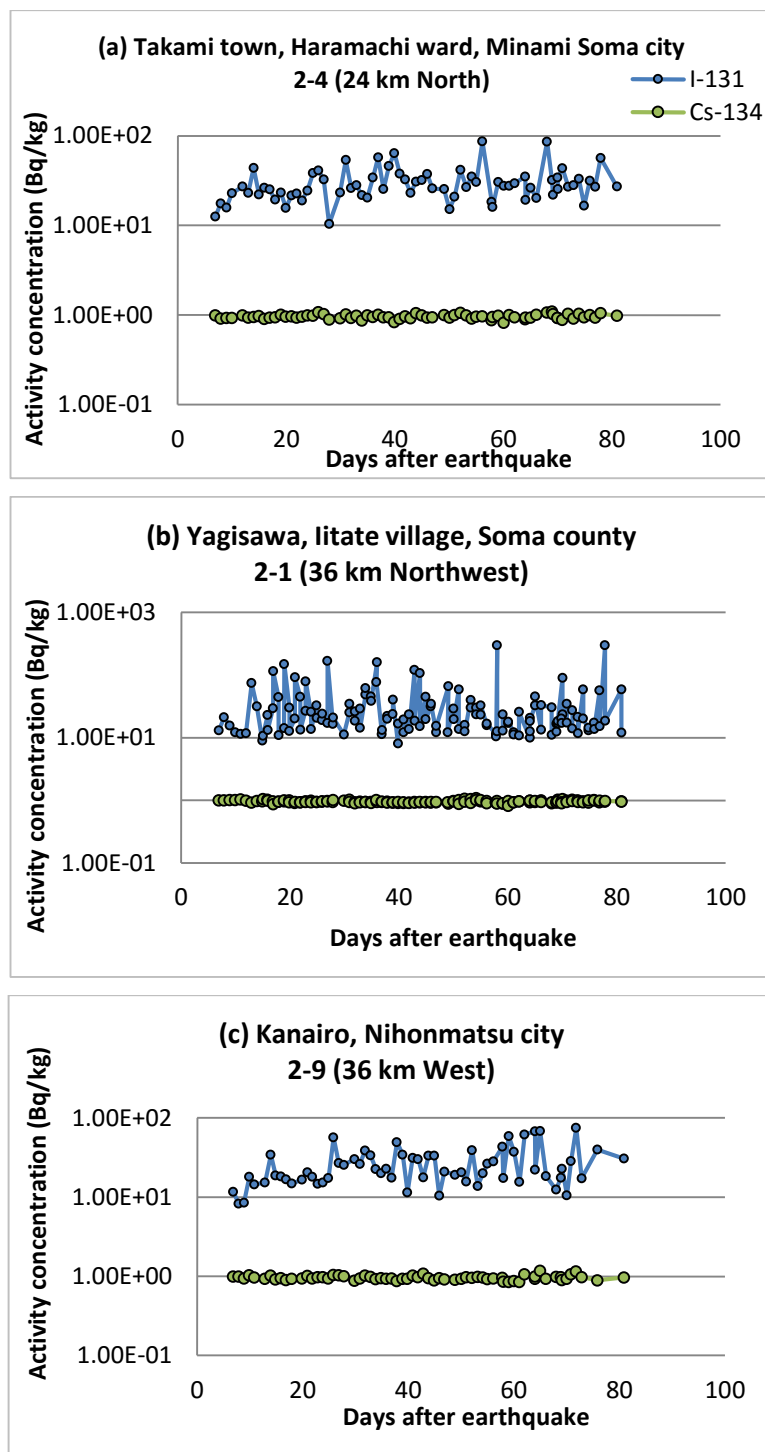 (a) Takami town, Haramachi ward, Minami Soma city
2-4 (24 km North)
I-131
Cs-134
Activity concentration (Bq/kg)
1.00E+02
1.00E+01
1.00E+00
1.00E-01
0 20 40 60 80 100
Days after earthquake
(b) Yagisawa, Iitate village, Soma county
2-1 (36 km Northwest)
Activity concentration (Bq/kg)
1.00E+03
1.00E+01
1.00E-01
0 20 40 60 80 100
Days after earthquake
(c) Kanairo, Nihonmatsu city
2-9 (36 km West)
Activity concentration (Bq/kg)
1.00E+02
1.00E+01
1.00E+00
1.00E-01
0 20 40 60 80 100
Days after earthquake